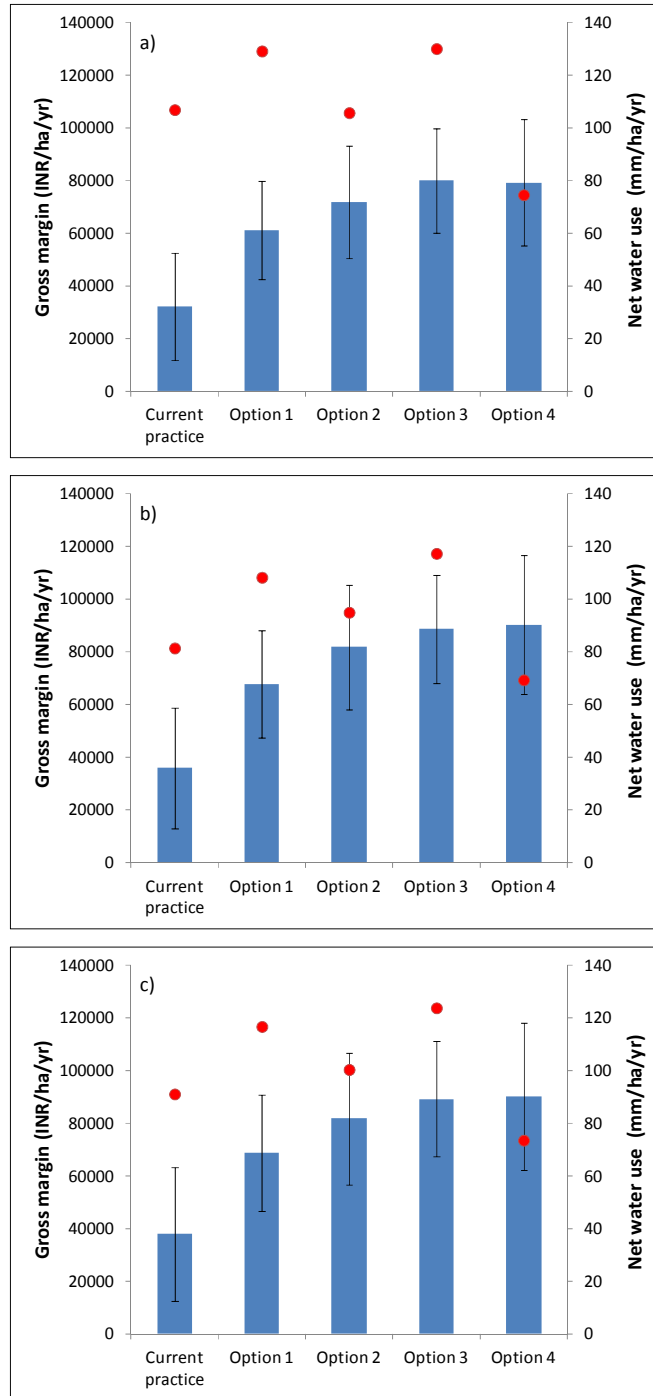 a)
Gross margin (INR/ha/yr)
140000
120000
100000
80000
60000
40000
20000
0
Net water use (mm/ha/yr)
140
120
100
80
60
40
20
0
Current practice
Option 1
Option 2
Option 3
Option 4
b)
Gross margin (INR/ha/yr)
140000
120000
100000
80000
60000
40000
20000
0
Net water use (mm/ha/yr)
140
120
100
80
60
40
20
0
Current practice
Option 1
Option 2
Option 3
Option 4
c)
Gross margin (INR/ha/yr)
140000
120000
100000
80000
60000
40000
20000
0
Net water use (mm/ha/yr)
140
120
100
80
60
40
20
0
Current practice
Option 1
Option 2
Option 3
Option 4